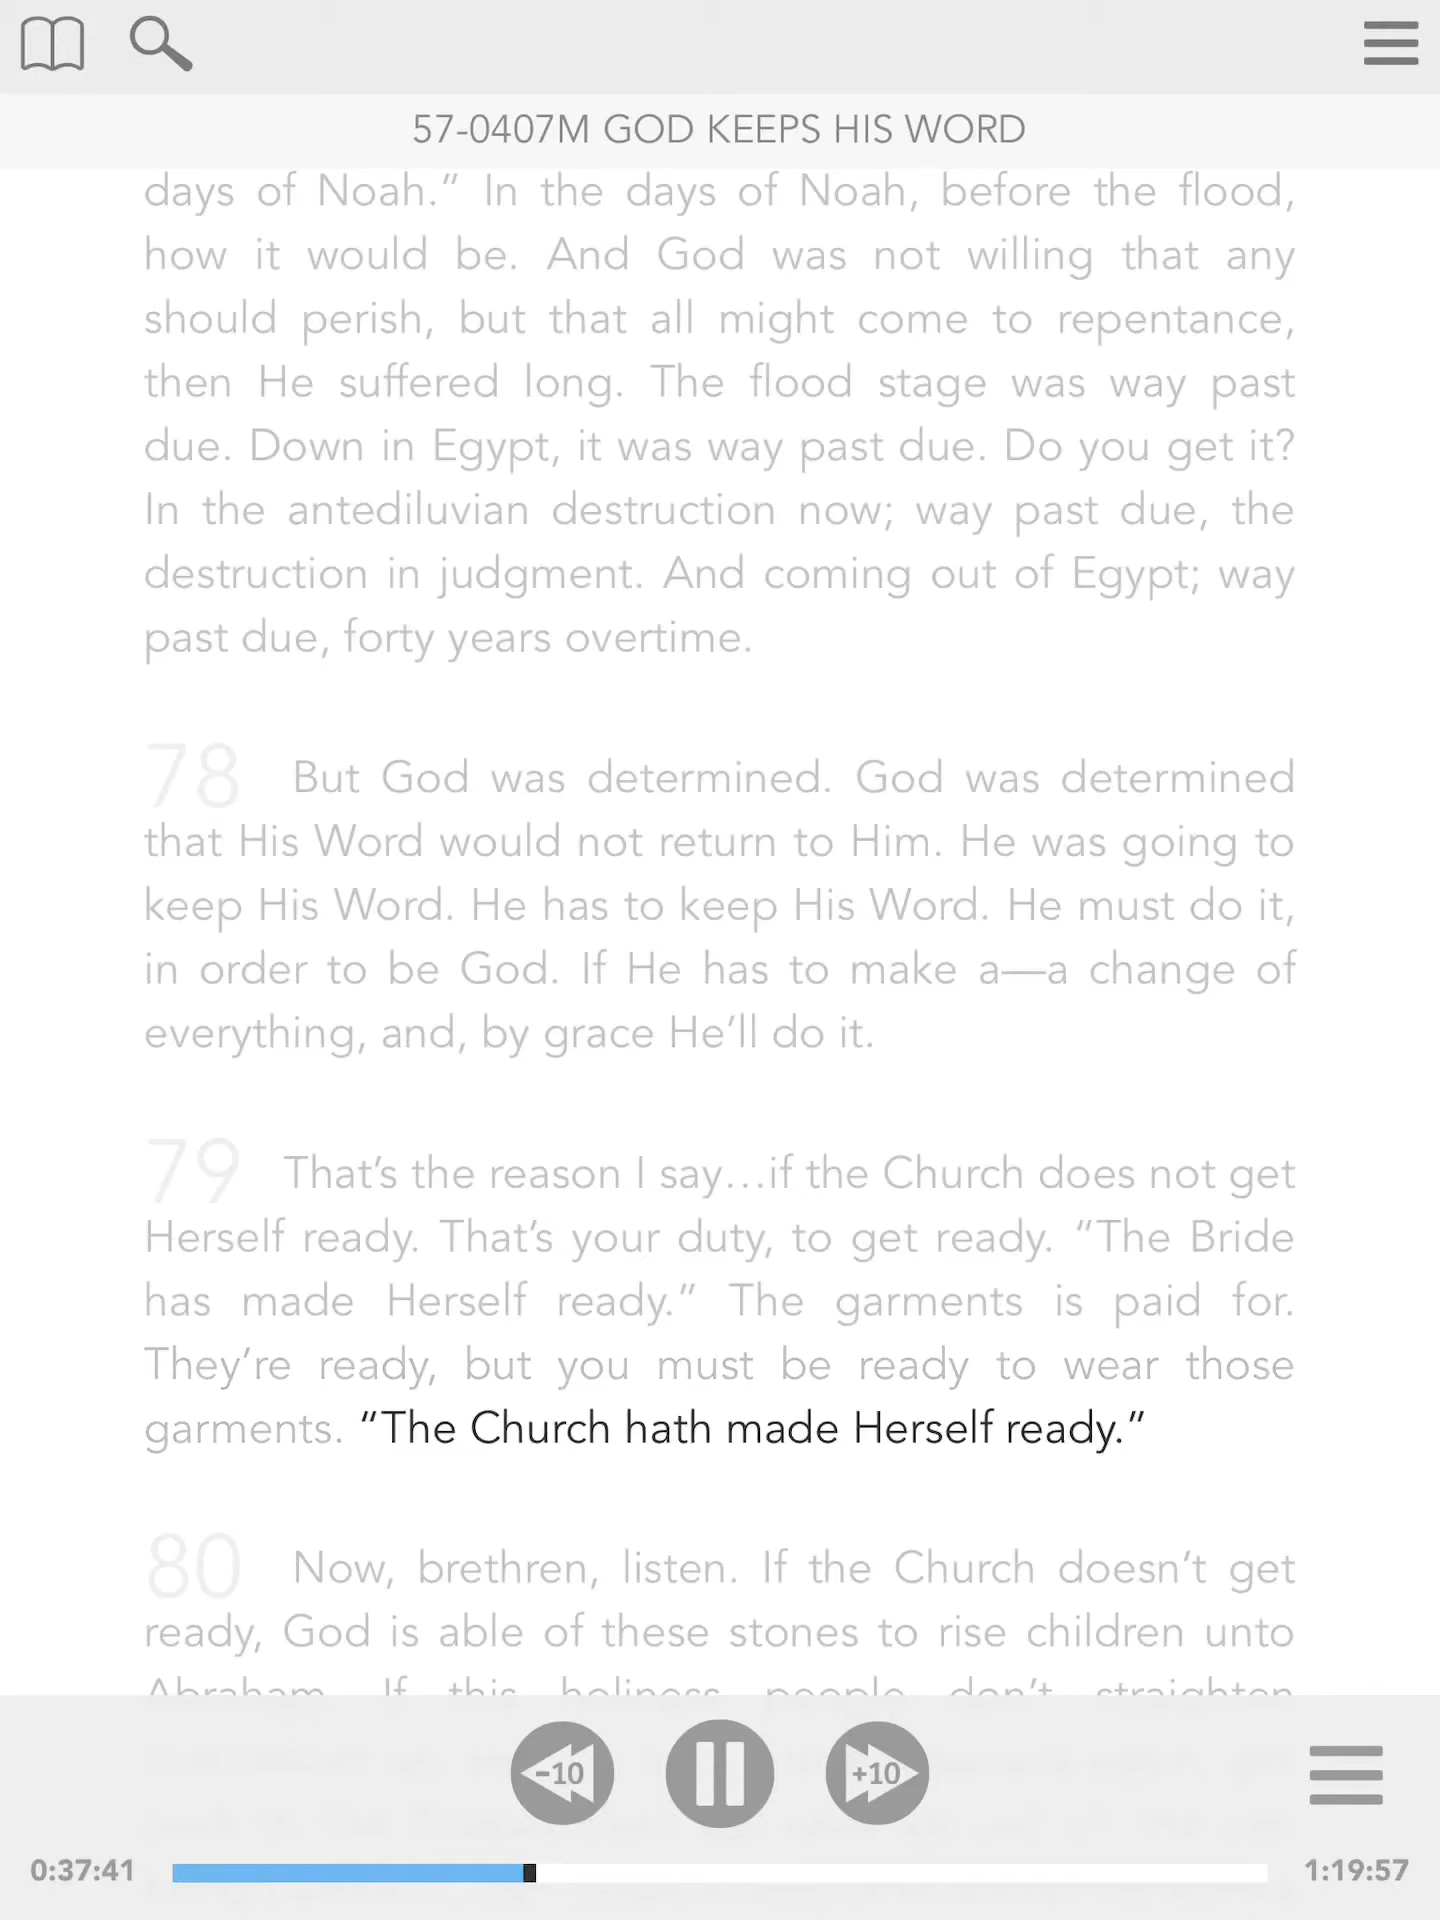 57-0407M GOD KEEPS HIS WORD
days of Noah.” In the days of Noah, before the flood,
how it would be. And God was not willing that any
should perish, but that all might come to repentance,
then He suffered long. The flood stage was way past
due. Down in Egypt, it was way past due. Do you get it?
In the antediluvian destruction now; way past due, the
destruction in judgment. And coming out of Egypt; way
past due, forty years overtime.
78 But God was determined. God was determined
that His Word would not return to Him. He was going to
keep His Word. He has to keep His Word. He must do it,
in order to be God. If He has to make a—a change of
everything, and, by grace He’ll do it.
79 That’s the reason I say…if the Church does not get
Herself ready. That’s your duty, to get ready. “The Bride
has made Herself ready.” The garments is paid for.
They’re ready, but you must be ready to wear those
garments. “The Church hath made Herself ready.”
80 Now, brethren, listen. If the Church doesn’t get
ready, God is able of these stones to rise children unto
Abraham. If this holiness people don’t straighten
-10 +10
0:37:41 1:19:57